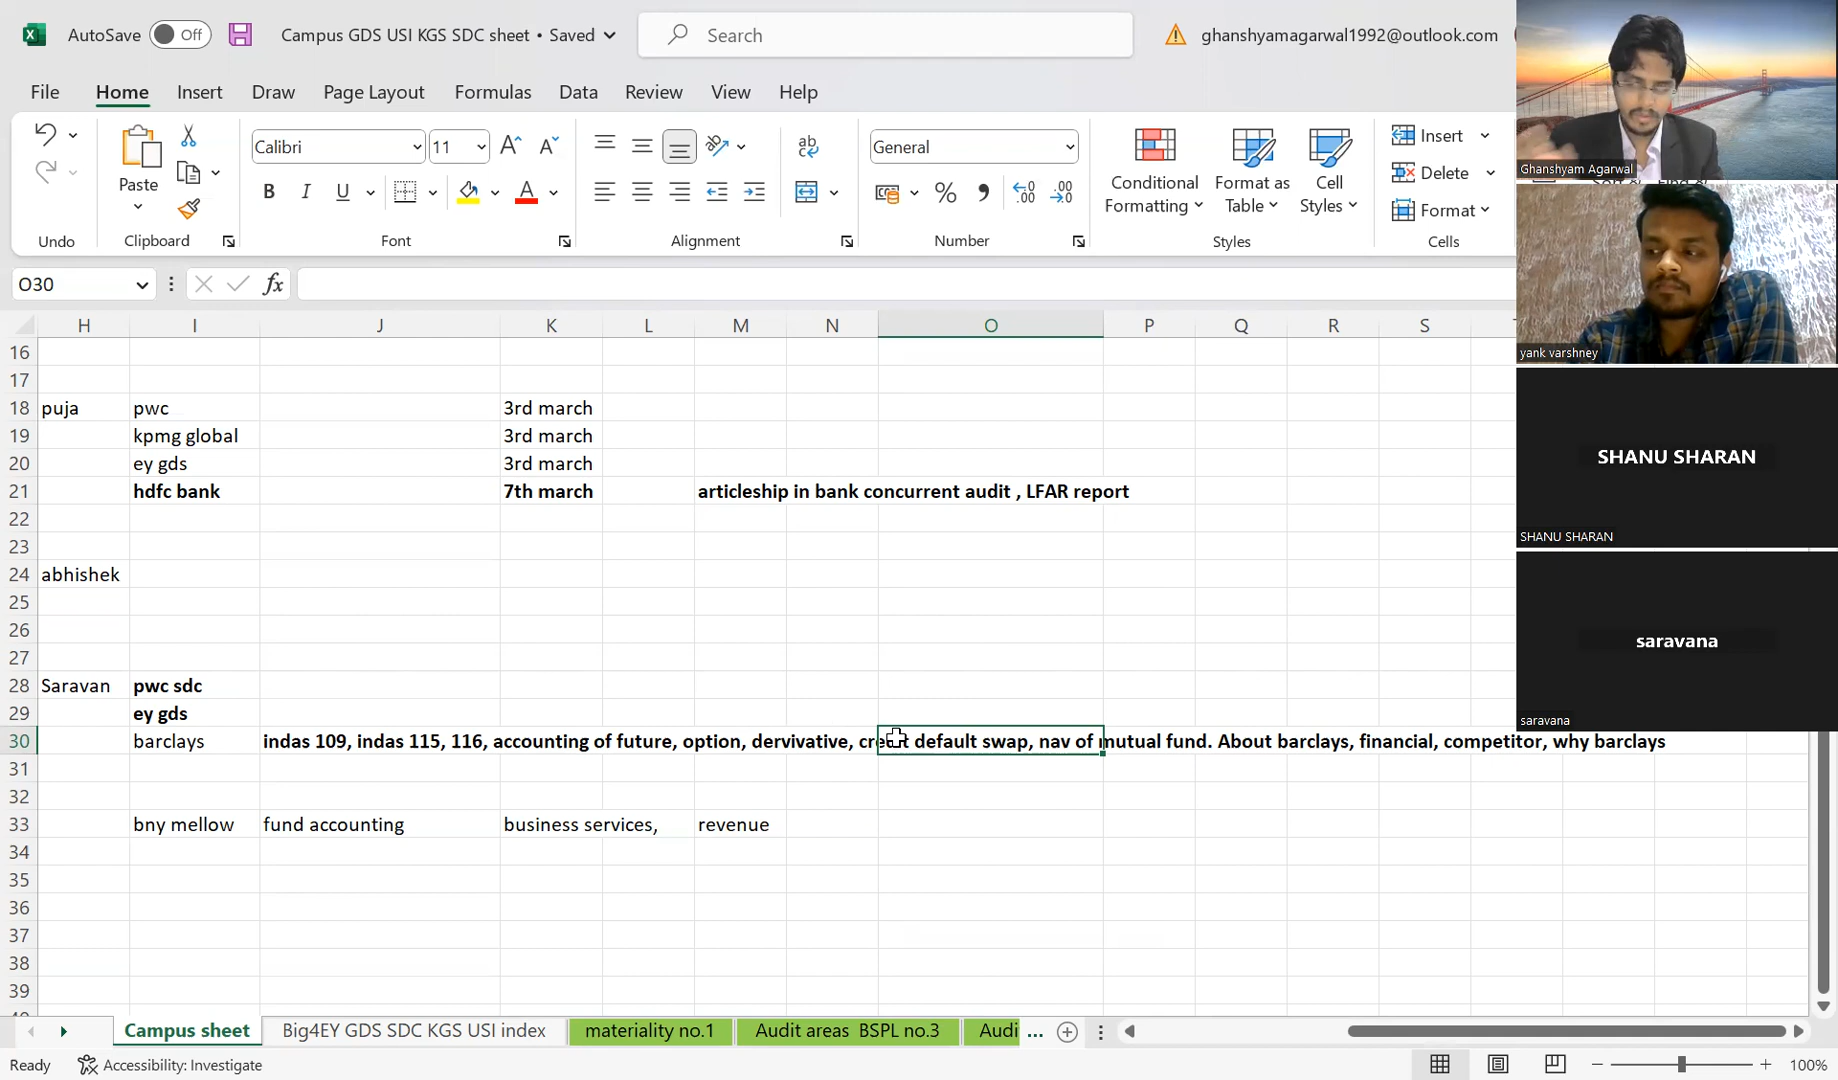 AutoSave Off Campus GDS USI KGS SDC sheet • Saved Search ghanshyamagarwal1992@outlook.com
File Home Insert Draw Page Layout Formulas Data Review View Help
Calibri 11 General
Paste
Conditional Formatting
Format as Table
Cell Styles
Insert
Delete
Format
Undo Clipboard Font Alignment Number Styles Cells
O30 fx
H I J K L M N O P Q R S
16
17
18 puja pwc 3rd march
19 kpmg global 3rd march
20 ey gds 3rd march
21 hdfc bank 7th march articleship in bank concurrent audit , LFAR report
22
23
24 abhishek
25
26
27
28 Saravan pwc sdc
29 ey gds
30 barclays indas 109, indas 115, 116, accounting of future, option, dervivative, credit default swap, nav of mutual fund. About barclays, financial, competitor, why barclays
31
32
33 bny mellow fund accounting business services, revenue
34
35
36
37
38
39
Campus sheet Big4EY GDS SDC KGS USI index materiality no.1 Audit areas BSPL no.3 Audi ...
Ready Accessibility: Investigate 100%
Ghanshyam Agarwal
yank varshney
SHANU SHARAN
SHANU SHARAN
saravana
saravana